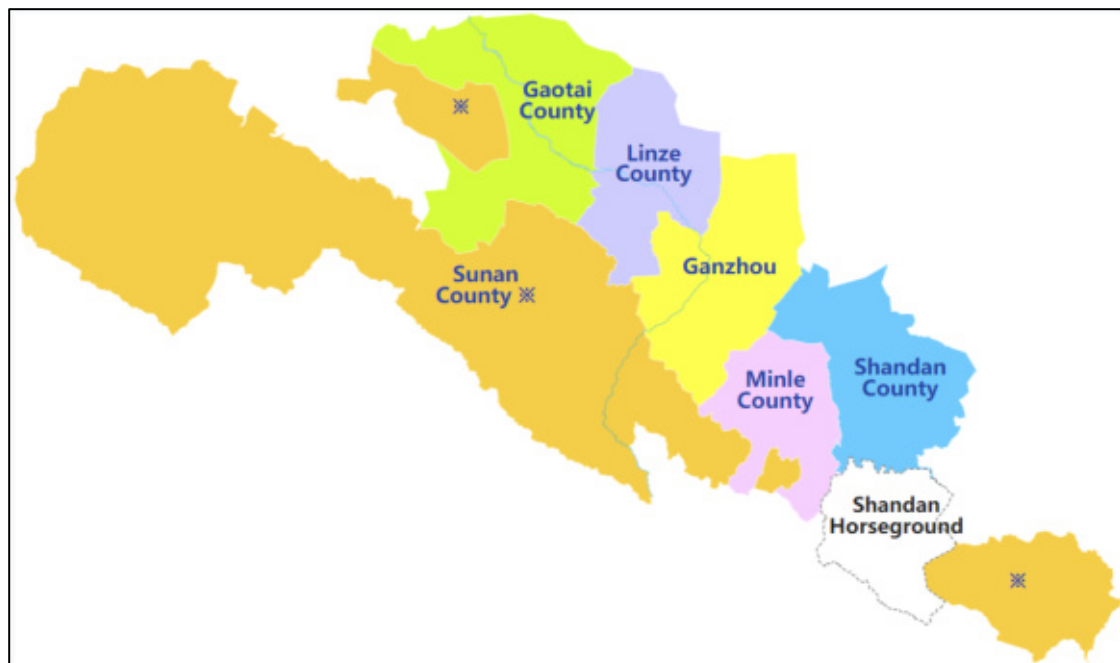 Gaotai
County
※
Linze
County
Ganzhou
Sunan
County ※
Minle
County
Shandan
County
Shandan
Horseground
※